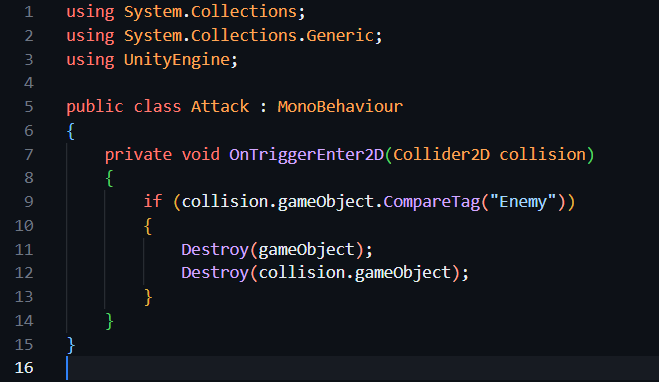 1 using System.Collections;
2 using System.Collections.Generic;
3 using UnityEngine;
4
5 public class Attack : MonoBehaviour
6 {
7     private void OnTriggerEnter2D(Collider2D collision)
8     {
9         if (collision.gameObject.CompareTag("Enemy"))
10         {
11             Destroy(gameObject);
12             Destroy(collision.gameObject);
13         }
14     }
15 }
16